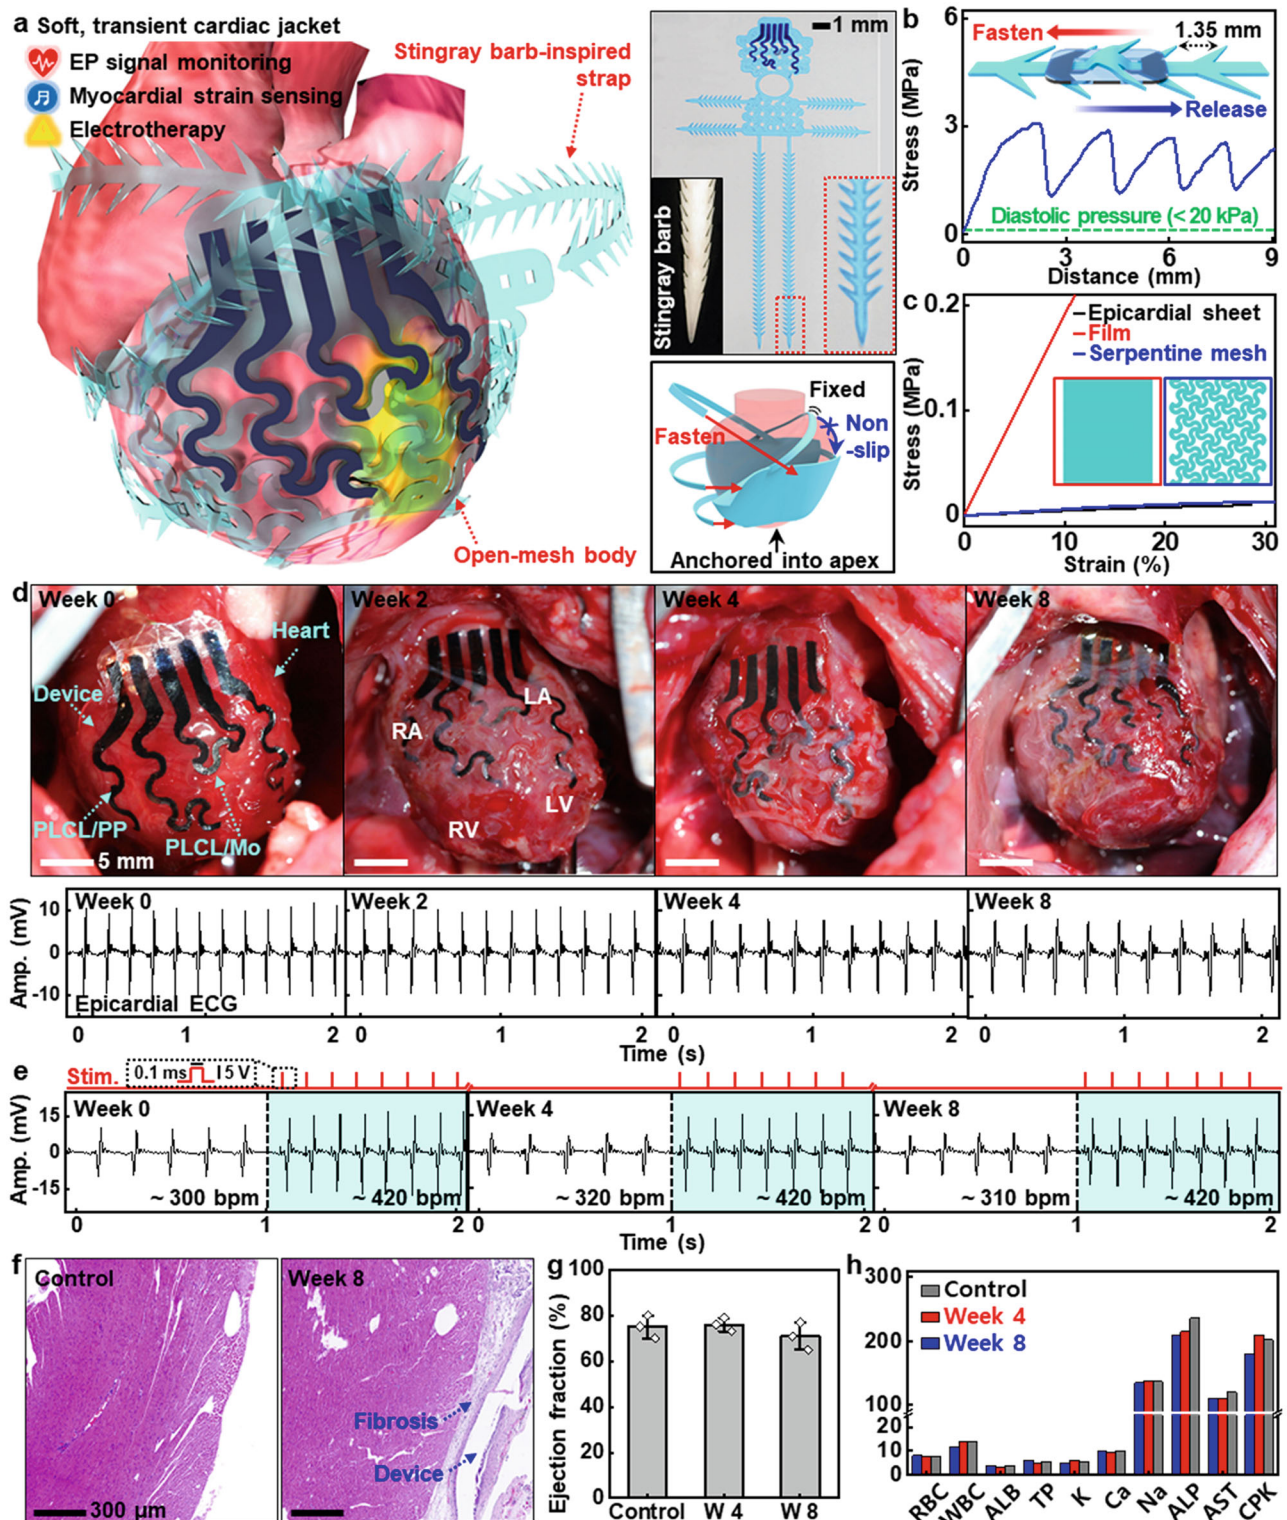 a Soft, transient cardiac jacket
EP signal monitoring
Myocardial strain sensing
Electrotherapy
Stingray barb-inspired
strap
Open-mesh body
1 mm
Stingray barb
Fixed
Fasten
Non
-slip
Anchored into apex
b
6
3
0
Stress (MPa)
Fasten
1.35 mm
Release
Diastolic pressure (< 20 kPa)
0 3 6 9
Distance (mm)
c
0.2
0.1
0
Stress (MPa)
Epicardial sheet
Film
Serpentine mesh
0 10 20 30
Strain (%)
d
Week 0
Heart
Device
PLCL/PP
PLCL/Mo
5 mm
Week 2
LA
RA
LV
RV
Week 4
Week 8
Amp. (mV)
10
0
-10
Week 0
Epicardial ECG
Week 2
Week 4
Week 8
0 1 2 0 1 2 0 1 2 0 1 2
Time (s)
e
Stim.
0.1 ms
5 V
Amp. (mV)
15
0
-15
Week 0
~ 300 bpm
~ 420 bpm
Week 4
~ 320 bpm
~ 420 bpm
Week 8
~ 310 bpm
~ 420 bpm
0 1 2 0 1 2 0 1 2
Time (s)
f
Control
300 µm
Week 8
Fibrosis
Device
g
Ejection fraction (%)
100
80
60
40
20
0
Control W 4 W 8
h
300
200
100
20
10
0
Control
Week 4
Week 8
RBC WBC ALB TP K Ca Na ALP AST CPK